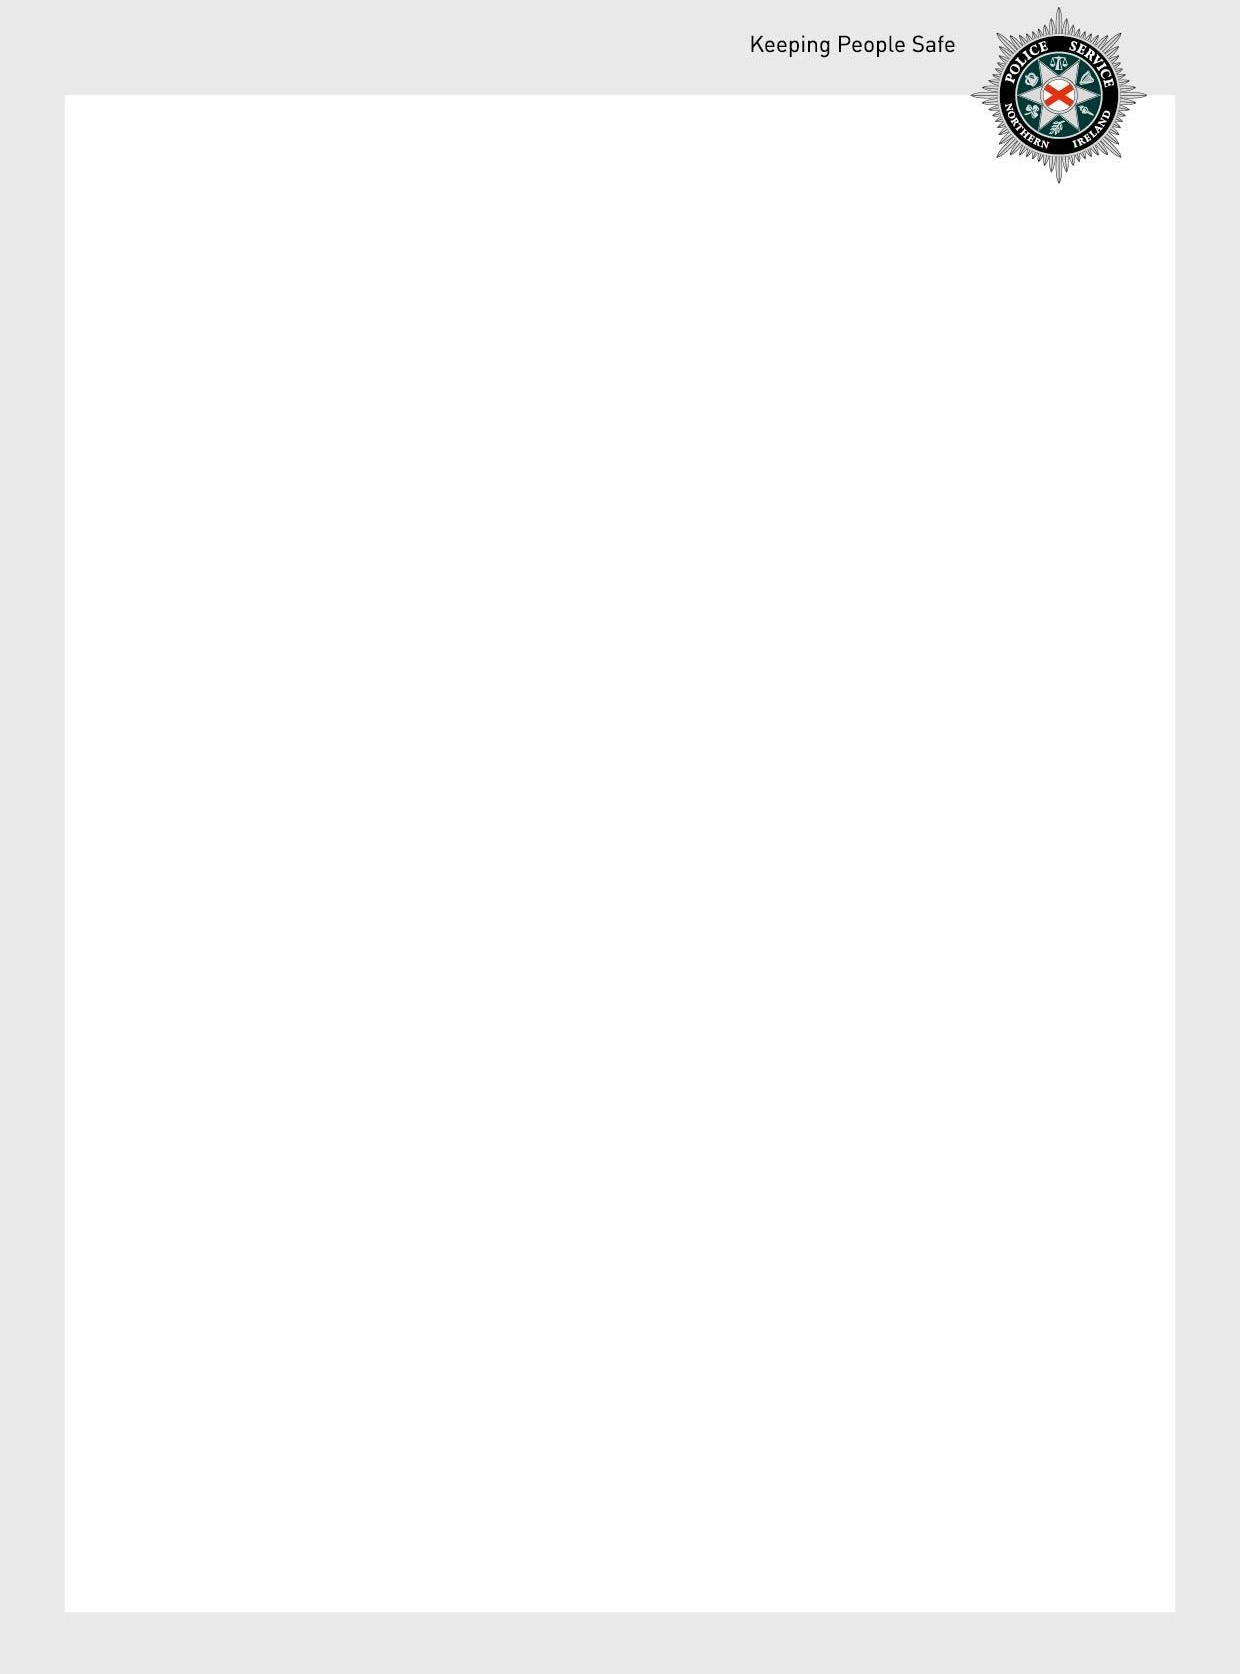 Keeping People Safe
POLICE SERVICE
NORTHERN IRELAND